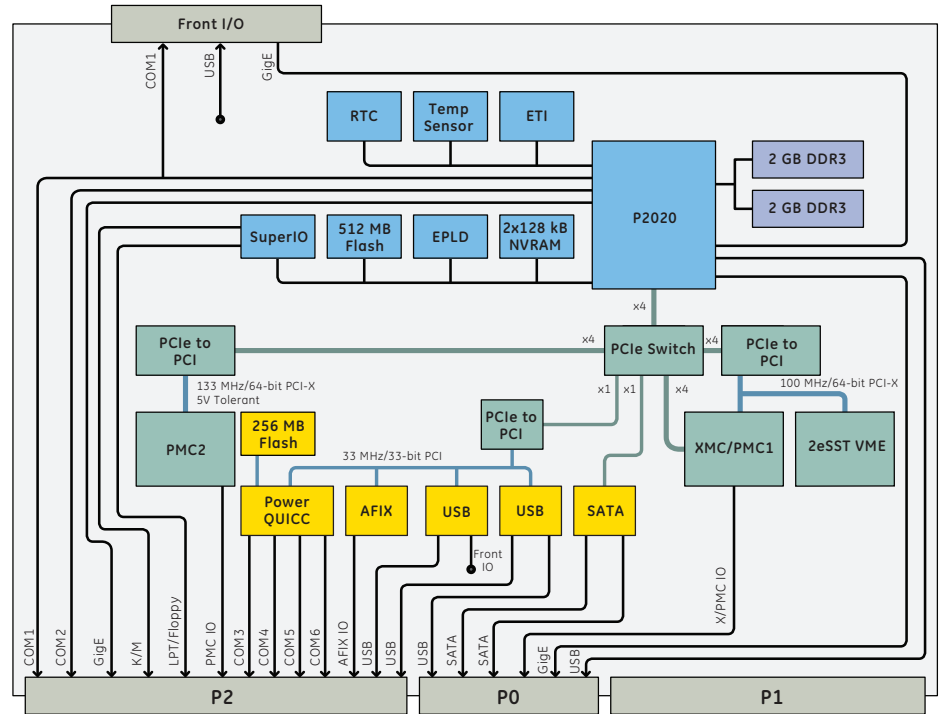 Front I/O
COM1
USB
GigE
RTC
Temp
Sensor
ETI
P2020
2 GB DDR3
2 GB DDR3
SuperIO
512 MB
Flash
EPLD
2x128 kB
NVRAM
x4
PCIe to
PCI
x4
PCIe Switch
x4
PCIe to
PCI
133 MHz/64-bit PCI-X
5V Tolerant
x1
x1
x4
100 MHz/64-bit PCI-X
PMC2
256 MB
Flash
PCIe to
PCI
XMC/PMC1
2eSST VME
33 MHz/33-bit PCI
Power
QUICC
AFIX
USB
USB
SATA
Front
IO
COM1
COM2
GigE
K/M
LPT/Floppy
PMC IO
COM3
COM4
COM5
COM6
AFIX IO
USB
USB
USB
SATA
SATA
X/PMC IO
GigE
USB
P2
P0
P1